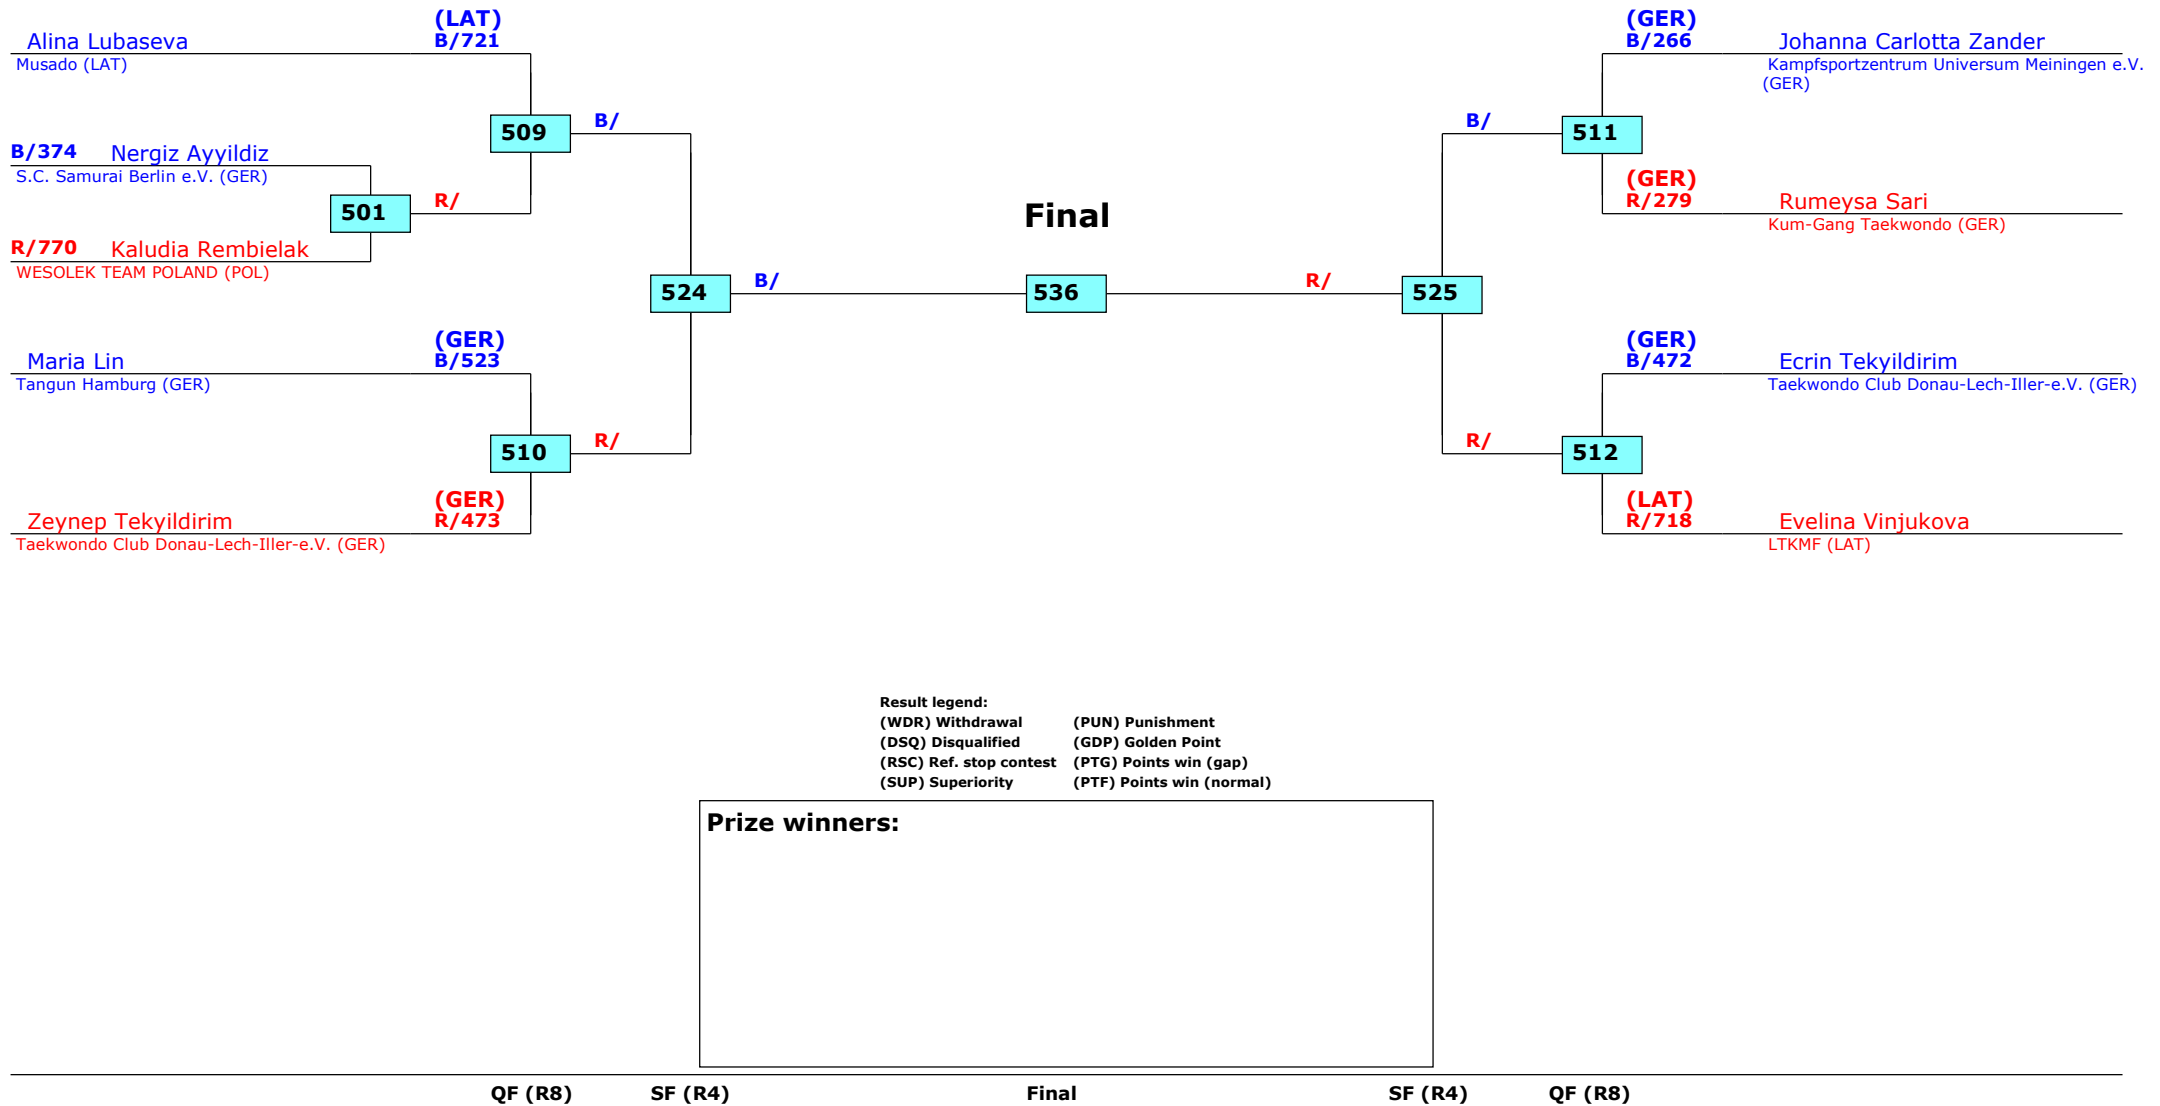 (LAT)
Alina Lubaseva B/721
Musado (LAT)
509
B/
B/374 Nergiz Ayyildiz
S.C. Samurai Berlin e.V. (GER)
501
R/
R/770 Kaludia Rembielak
WESOLEK TEAM POLAND (POL)
524
B/
(GER)
Maria Lin B/523
Tangun Hamburg (GER)
510
R/
(GER)
Zeynep Tekyildirim R/473
Taekwondo Club Donau-Lech-Iller-e.V. (GER)
Final
536
(GER)
B/266 Johanna Carlotta Zander
Kampfsportzentrum Universum Meiningen e.V.
(GER)
B/
511
(GER)
R/279 Rumeysa Sari
Kum-Gang Taekwondo (GER)
R/
525
(GER)
B/472 Ecrin Tekyildirim
Taekwondo Club Donau-Lech-Iller-e.V. (GER)
R/
512
(LAT)
R/718 Evelina Vinjukova
LTKMF (LAT)
Result legend:
(WDR) Withdrawal (PUN) Punishment
(DSQ) Disqualified (GDP) Golden Point
(RSC) Ref. stop contest (PTG) Points win (gap)
(SUP) Superiority (PTF) Points win (normal)
Prize winners:
QF (R8) SF (R4) Final SF (R4) QF (R8)